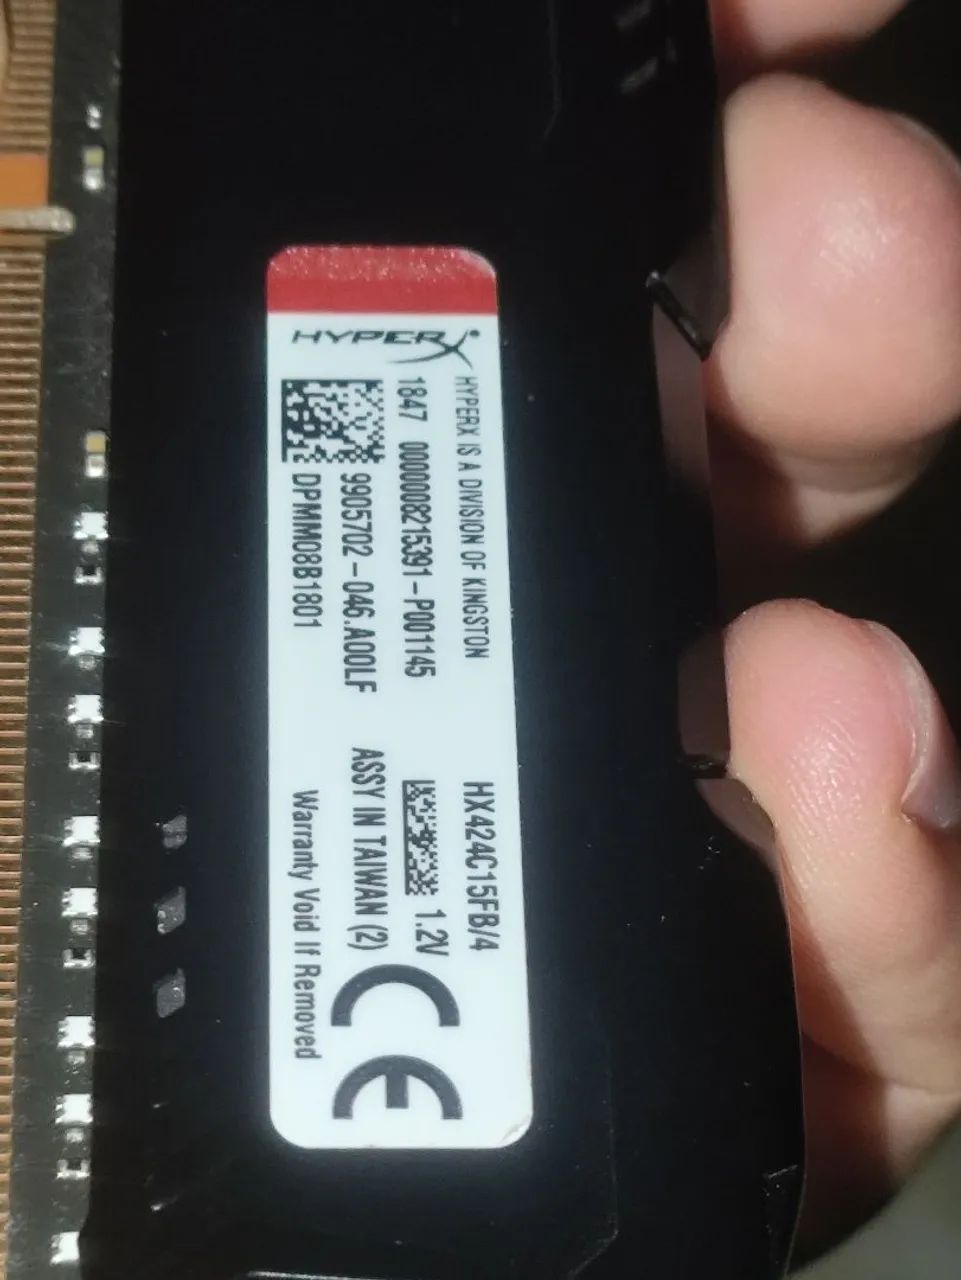 HYPERX
HYPERX IS A DIVISION OF KINGSTON HX424C15FB/4
1847 0000008215391-P001145 1.2V
9905702-046.A00LF ASSY IN TAIWAN (2)
DPMM08B1801 Warranty Void If Removed
CE